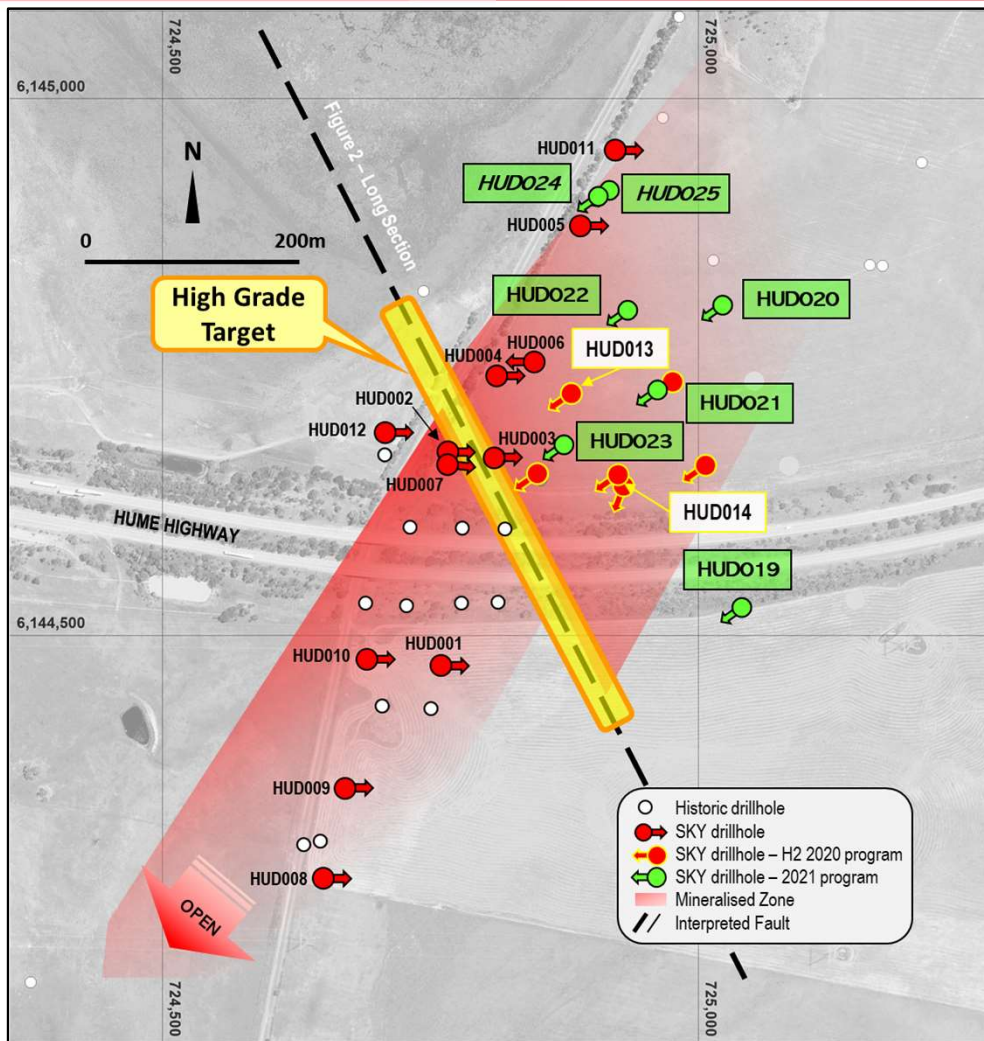 724,500
725,000
6,145,000
Figure 2 – Long Section
HUD011
N
HUD024
HUD025
HUD005
0
200m
High Grade
Target
HUD022
HUD020
HUD006
HUD013
HUD004
HUD002
HUD021
HUD012
HUD003
HUD023
HUD007
HUD014
HUME HIGHWAY
HUD019
6,144,500
HUD001
HUD010
HUD009
HUD008
OPEN
Historic drillhole
SKY drillhole
SKY drillhole – H2 2020 program
SKY drillhole – 2021 program
Mineralised Zone
Interpreted Fault
724,500
725,000